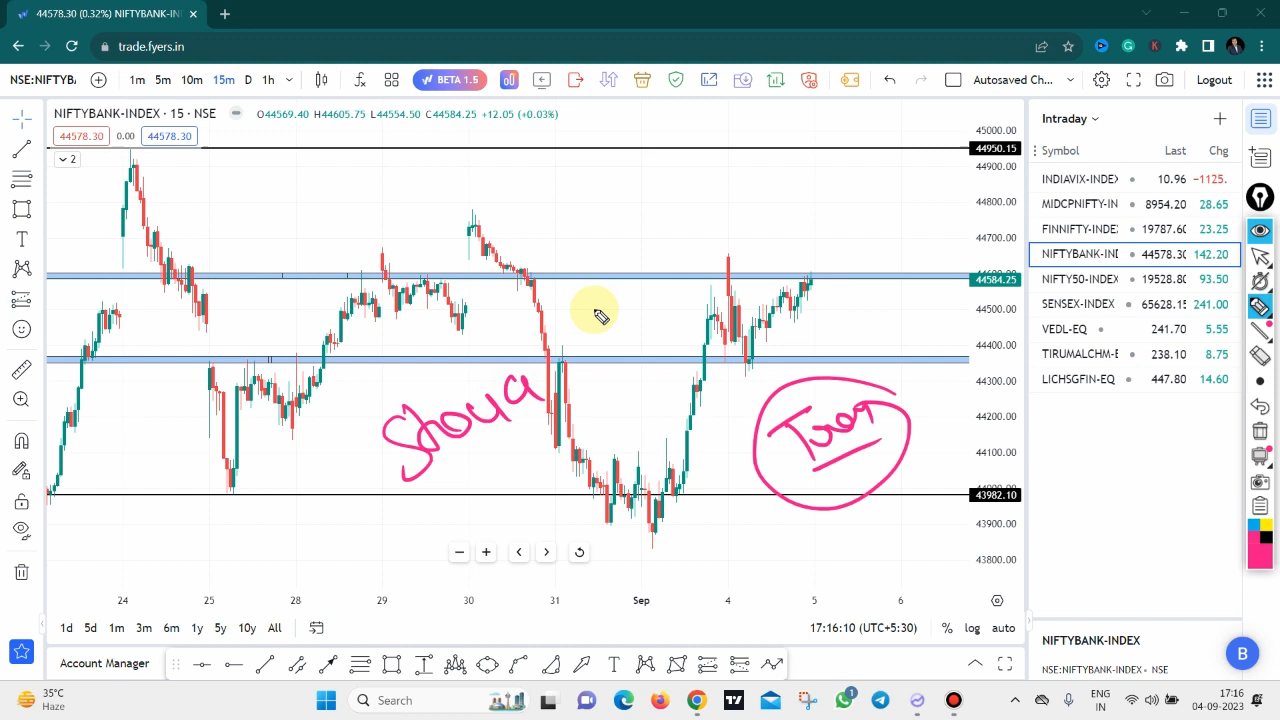 44578.30 (0.32%) NIFTYBANK-IN
trade.fyers.in
NSE:NIFTYB
1m 5m 10m 15m D 1h
BETA 1.5
Autosaved Ch...
Logout
NIFTYBANK-INDEX · 15 · NSE
O44569.40 H44605.75 L44554.50 C44584.25 +12.05 (+0.03%)
44578.30 0.00 44578.30
2
45000.00
44950.15
44900.00
44800.00
44700.00
44584.25
44500.00
44400.00
44300.00
44200.00
44100.00
43982.10
43900.00
43800.00
24 25 28 29 30 31 Sep 4 5 6
1d 5d 1m 3m 6m 1y 5y 10y All
17:16:10 (UTC+5:30)
% log auto
Intraday
Symbol Last Chg
INDIAVIX-INDEX 10.96 −1125.
MIDCPNIFTY-IN 8954.20 28.65
FINNIFTY-INDE 19787.60 23.25
NIFTYBANK-INI 44578.30 142.20
NIFTY50-INDEX 19528.80 93.50
SENSEX-INDEX 65628.15 241.00
VEDL-EQ 241.70 5.55
TIRUMALCHM-E 238.10 8.75
LICHSGFIN-EQ 447.80 14.60
NIFTYBANK-INDEX
NSE:NIFTYBANK-INDEX • NSE
B
Account Manager
35°C
Haze
Search
1
ENG
IN
17:16
04-09-2023